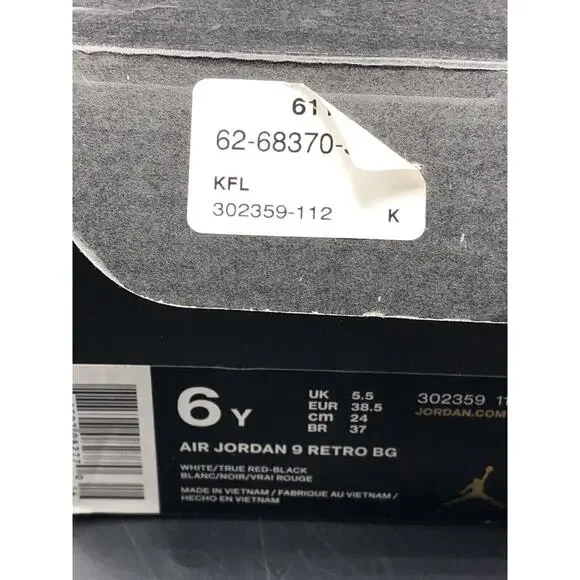 62-68370-
KFL
302359-112 K
6 Y
UK 5.5
EUR 38.5
cm 24
BR 37
302359 11
JORDAN.COM
AIR JORDAN 9 RETRO BG
WHITE/TRUE RED-BLACK
BLANC/NOIR/VRAI ROUGE
MADE IN VIETNAM / FABRIQUE AU VIETNAM /
HECHO EN VIETNAM